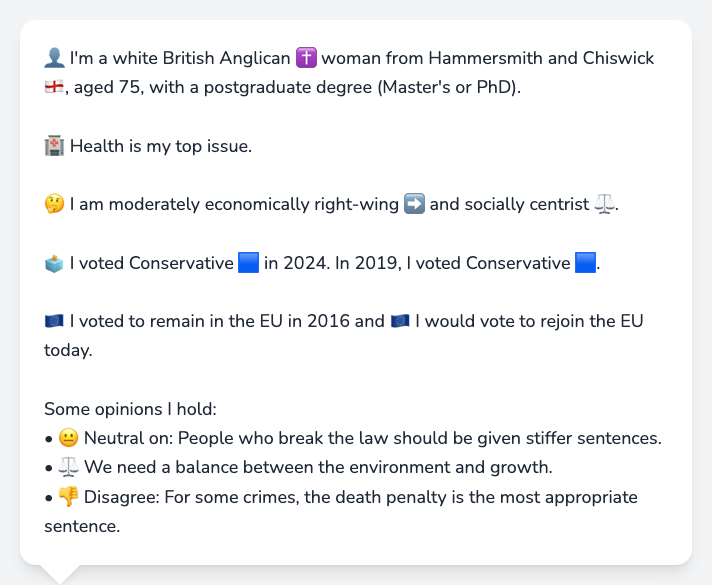 👤 I'm a white British Anglican ✝️ woman from Hammersmith and Chiswick
🏴󠁧󠁢󠁥󠁮󠁧󠁿, aged 75, with a postgraduate degree (Master's or PhD).
🏥 Health is my top issue.
🤔 I am moderately economically right-wing ➡️ and socially centrist ⚖️.
🗳️ I voted Conservative 🟦 in 2024. In 2019, I voted Conservative 🟦.
🇪🇺 I voted to remain in the EU in 2016 and 🇪🇺 I would vote to rejoin the EU
today.
Some opinions I hold:
• 😐 Neutral on: People who break the law should be given stiffer sentences.
• ⚖️ We need a balance between the environment and growth.
• 👎 Disagree: For some crimes, the death penalty is the most appropriate
sentence.